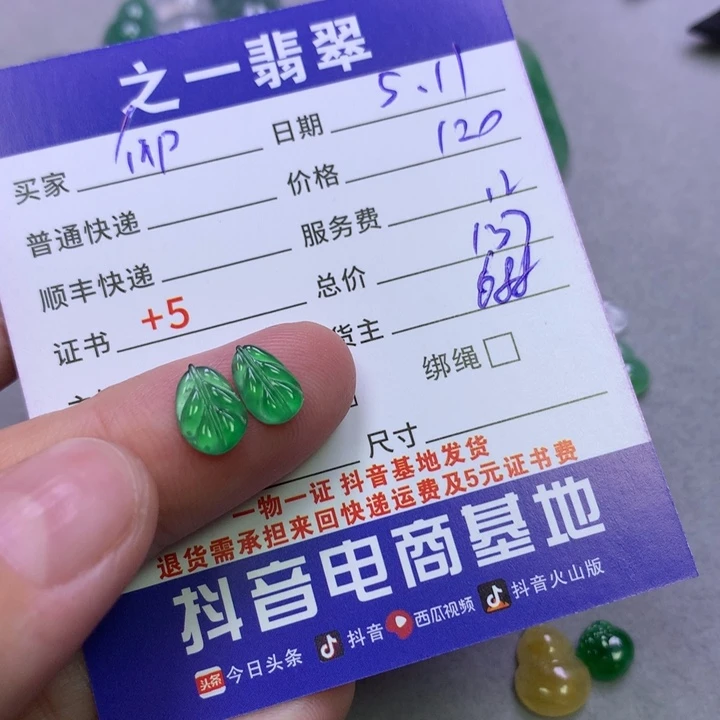 之一翡翠
买家 日期 5.11
普通快递 价格 120
顺丰快递 服务费 12
证书 +5 总价 137
货主
绑绳
尺寸
一物一证 抖音基地发货
退货需承担来回快递运费及5元证书费
抖音电商基地
头条 今日头条 抖音 西瓜视频 抖音火山版